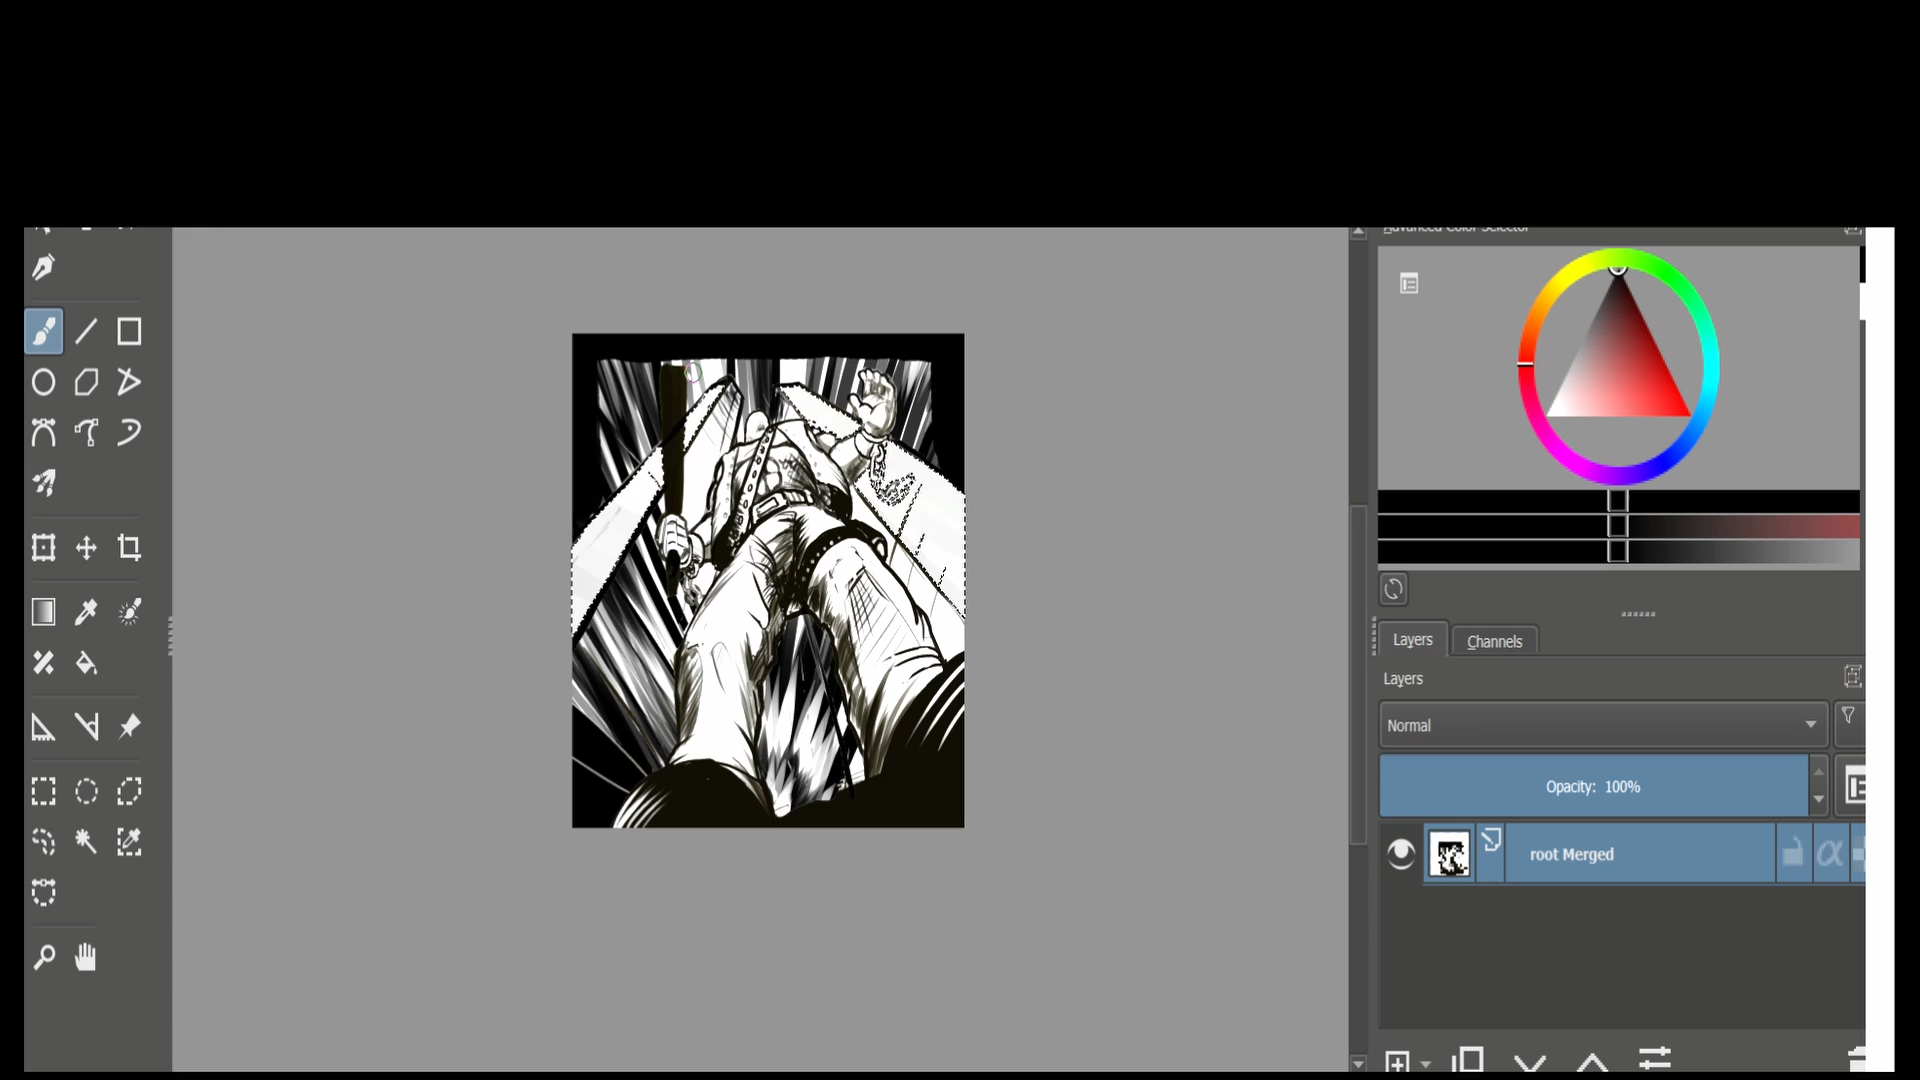 Advanced Color Selector
Layers
Channels
Layers
Normal
Opacity: 100%
root Merged